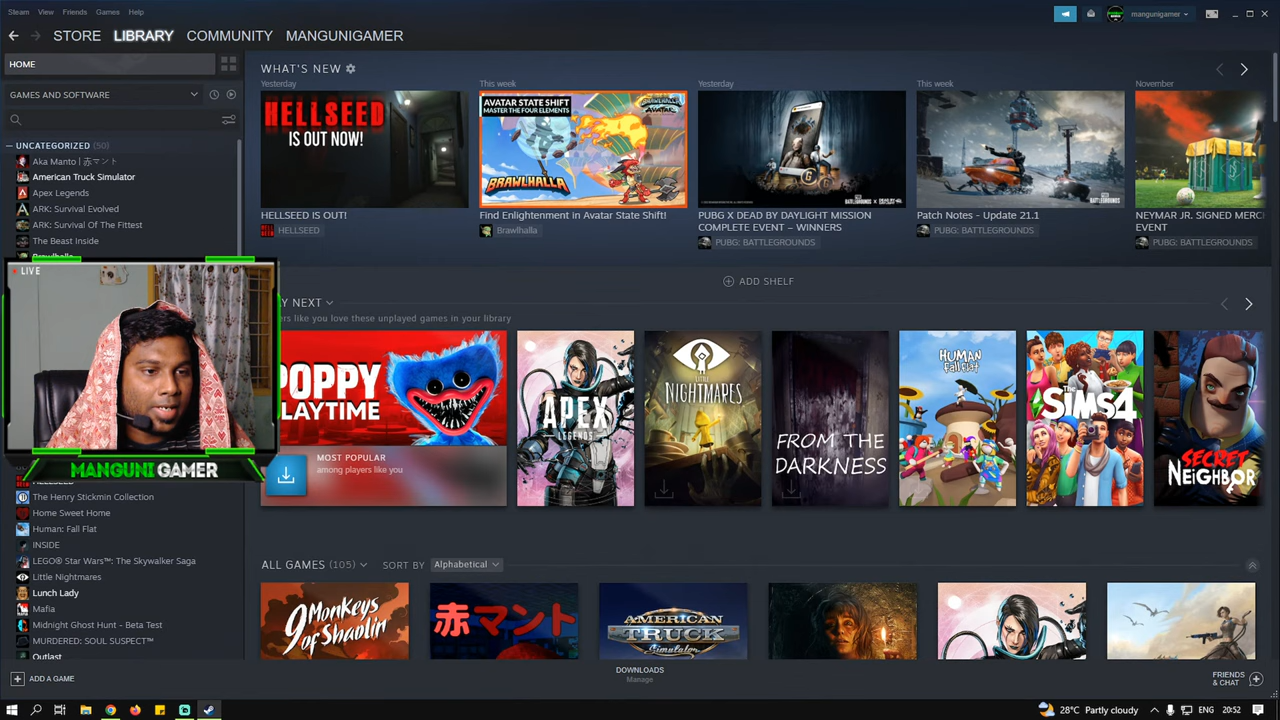 Steam View Friends Games Help
mangunigamer
STORE LIBRARY COMMUNITY MANGUNIGAMER
HOME
GAMES AND SOFTWARE
UNCATEGORIZED (50)
Aka Manto | 赤マント
American Truck Simulator
Apex Legends
ARK: Survival Evolved
ARK: Survival Of The Fittest
The Beast Inside
Brawlhalla
LIVE
MANGUNI GAMER
HELLSEED
The Henry Stickmin Collection
Home Sweet Home
Human: Fall Flat
INSIDE
LEGO® Star Wars™: The Skywalker Saga
Little Nightmares
Lunch Lady
Mafia
Midnight Ghost Hunt - Beta Test
MURDERED: SOUL SUSPECT™
Outlast
ADD A GAME
WHAT'S NEW
Yesterday
HELLSEED
IS OUT NOW!
HELLSEED IS OUT!
HELLSEED
This week
AVATAR STATE SHIFT
MASTER THE FOUR ELEMENTS
BRAWLHALLA
Find Enlightenment in Avatar State Shift!
Brawlhalla
Yesterday
PUBG X DEAD BY DAYLIGHT MISSION
COMPLETE EVENT – WINNERS
PUBG: BATTLEGROUNDS
This week
Patch Notes - Update 21.1
PUBG: BATTLEGROUNDS
November
NEYMAR JR. SIGNED MERC
EVENT
PUBG: BATTLEGROUNDS
ADD SHELF
Y NEXT
ers like you love these unplayed games in your library
POPPY
PLAYTIME
MOST POPULAR
among players like you
APEX
LEGENDS
LITTLE
NIGHTMARES
FROM THE
DARKNESS
HUMAN
fall flat
The
SIMS4
SECRET
NEIGHBOR
ALL GAMES (105) SORT BY Alphabetical
9 Monkeys
of Shaolin
赤マント
AMERICAN
TRUCK
Simulator
DOWNLOADS
Manage
FRIENDS
& CHAT
28°C Partly cloudy ENG 20:52